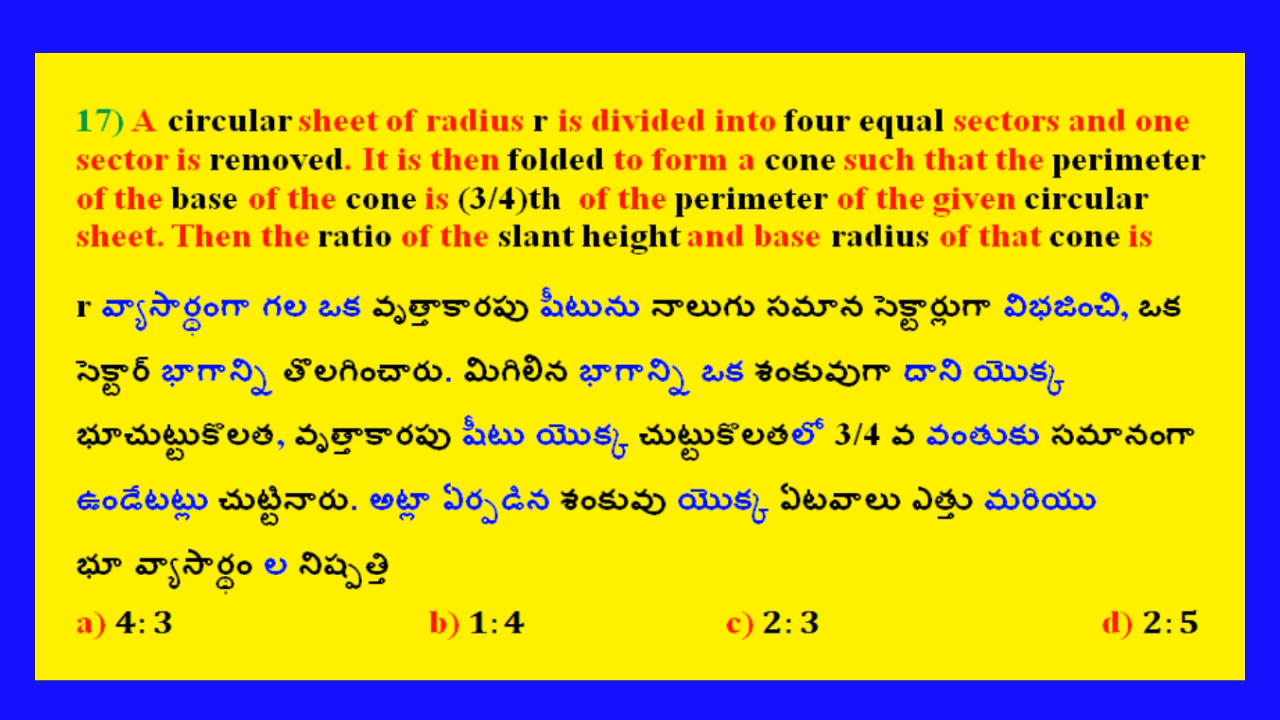 17) A circular sheet of radius r is divided into four equal sectors and one
sector is removed. It is then folded to form a cone such that the perimeter
of the base of the cone is (3/4)th of the perimeter of the given circular
sheet. Then the ratio of the slant height and base radius of that cone is
r వ్యాసార్థంగా గల ఒక వృత్తాకారపు షీటును నాలుగు సమాన సెక్టార్లుగా విభజించి, ఒక
సెక్టార్ భాగాన్ని తొలగించారు. మిగిలిన భాగాన్ని ఒక శంకువుగా దాని యొక్క
భూచుట్టుకొలత, వృత్తాకారపు షీటు యొక్క చుట్టుకొలతలో 3/4 వ వంతుకు సమానంగా
ఉండేటట్లు చుట్టినారు. అట్లా ఏర్పడిన శంకువు యొక్క ఏటవాలు ఎత్తు మరియు
భూ వ్యాసార్థం ల నిష్పత్తి
a) 4: 3 b) 1: 4 c) 2: 3 d) 2: 5